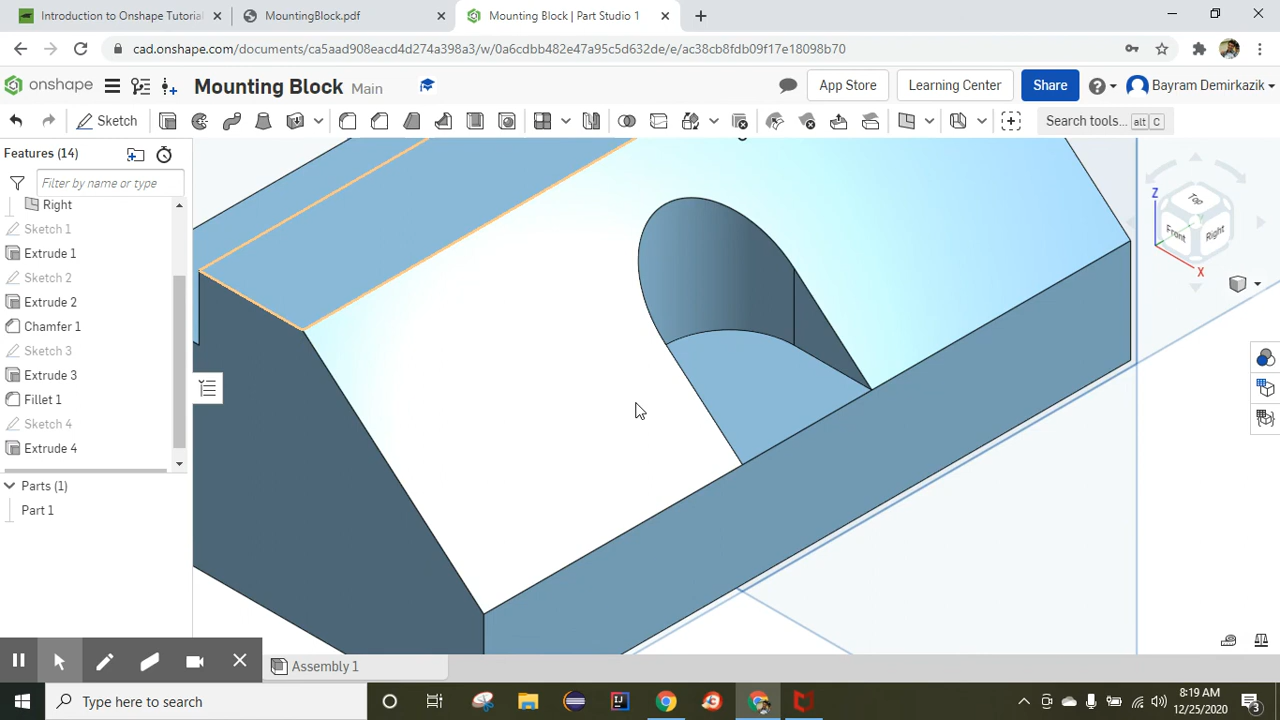 Introduction to Onshape Tutorial
MountingBlock.pdf
Mounting Block | Part Studio 1
cad.onshape.com/documents/ca5aad908eacd4d274a398a3/w/0a6cdbb482e47a95c5d632de/e/ac38cb8fdb09f17e18098b70
onshape
Mounting Block Main
App Store
Learning Center
Share
Bayram Demirkazik
Sketch
Search tools... alt C
Features (14)
Filter by name or type
Right
Sketch 1
Extrude 1
Sketch 2
Extrude 2
Chamfer 1
Sketch 3
Extrude 3
Fillet 1
Sketch 4
Extrude 4
Parts (1)
Part 1
Z
Top
Front
Right
X
Assembly 1
Type here to search
8:19 AM
12/25/2020
3